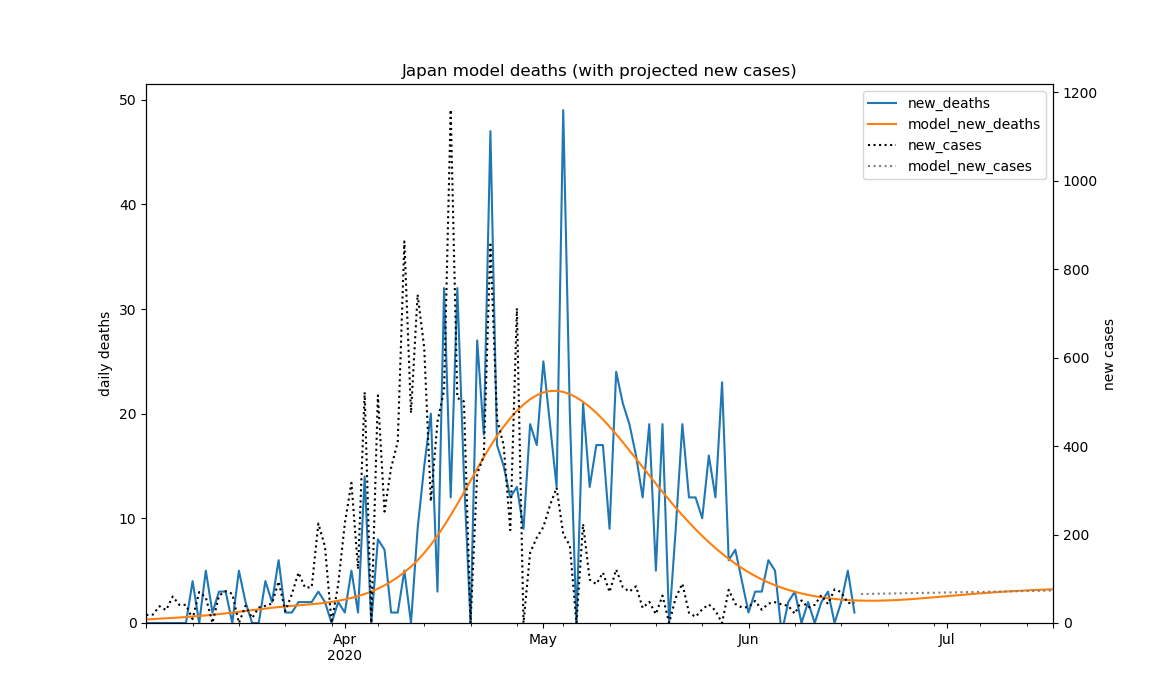 Japan model deaths (with projected new cases)
new_deaths
model_new_deaths
new_cases
model_new_cases
daily deaths
50
40
30
20
10
0
new cases
1200
1000
800
600
400
200
0
Apr
2020
May
Jun
Jul